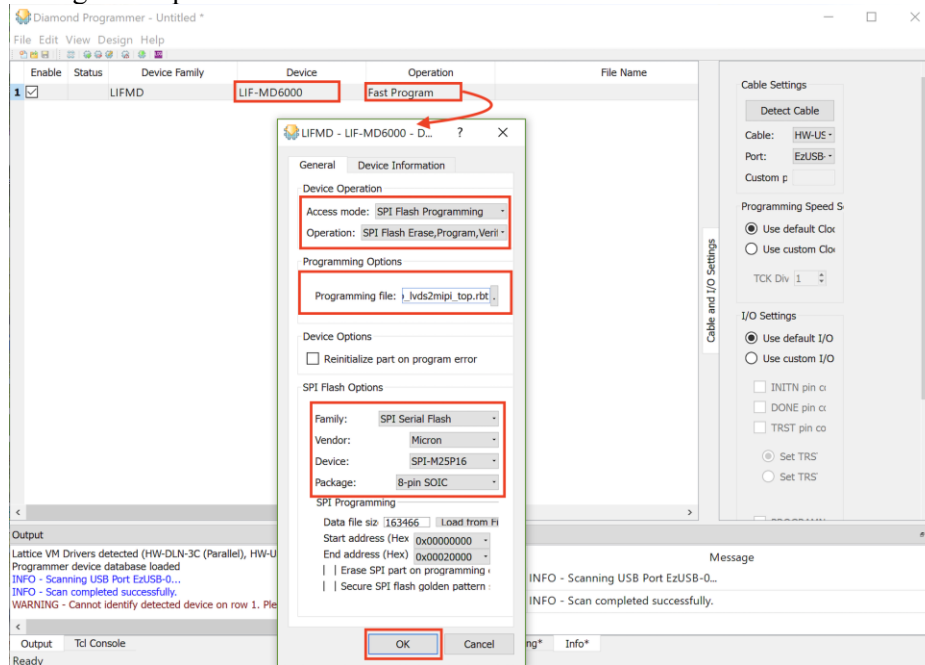 Diamond Programmer - Untitled *
File Edit View Design Help
Enable Status Device Family Device Operation File Name
1 LIFMD LIF-MD6000 Fast Program
Cable Settings
Detect Cable
Cable: HW-US
Port: EzUSB-
Custom p
Programming Speed S
Use default Cloc
Use custom Clo
TCK Div 1
I/O Settings
Use default I/O
Use custom I/O
INITN pin c
DONE pin c
TRST pin co
Set TRS
Set TRS
Cable and I/O Settings
LIFMD - LIF-MD6000 - D... ? X
General Device Information
Device Operation
Access mode: SPI Flash Programming
Operation: SPI Flash Erase,Program,Verif
Programming Options
Programming file: _lvds2mipi_top.rbt .
Device Options
Reinitialize part on program error
SPI Flash Options
Family: SPI Serial Flash
Vendor: Micron
Device: SPI-M25P16
Package: 8-pin SOIC
SPI Programming
Data file siz 163466 Load from Fi
Start address (Hex 0x00000000
End address (Hex) 0x00020000
Erase SPI part on programming
Secure SPI flash golden pattern
OK Cancel
Output
Lattice VM Drivers detected (HW-DLN-3C (Parallel), HW-U
Programmer device database loaded
INFO - Scanning USB Port EzUSB-0...
INFO - Scan completed successfully.
WARNING - Cannot identify detected device on row 1. Ple
Message
INFO - Scanning USB Port EzUSB-0...
INFO - Scan completed successfully.
Output Tcl Console ng* Info*
Ready